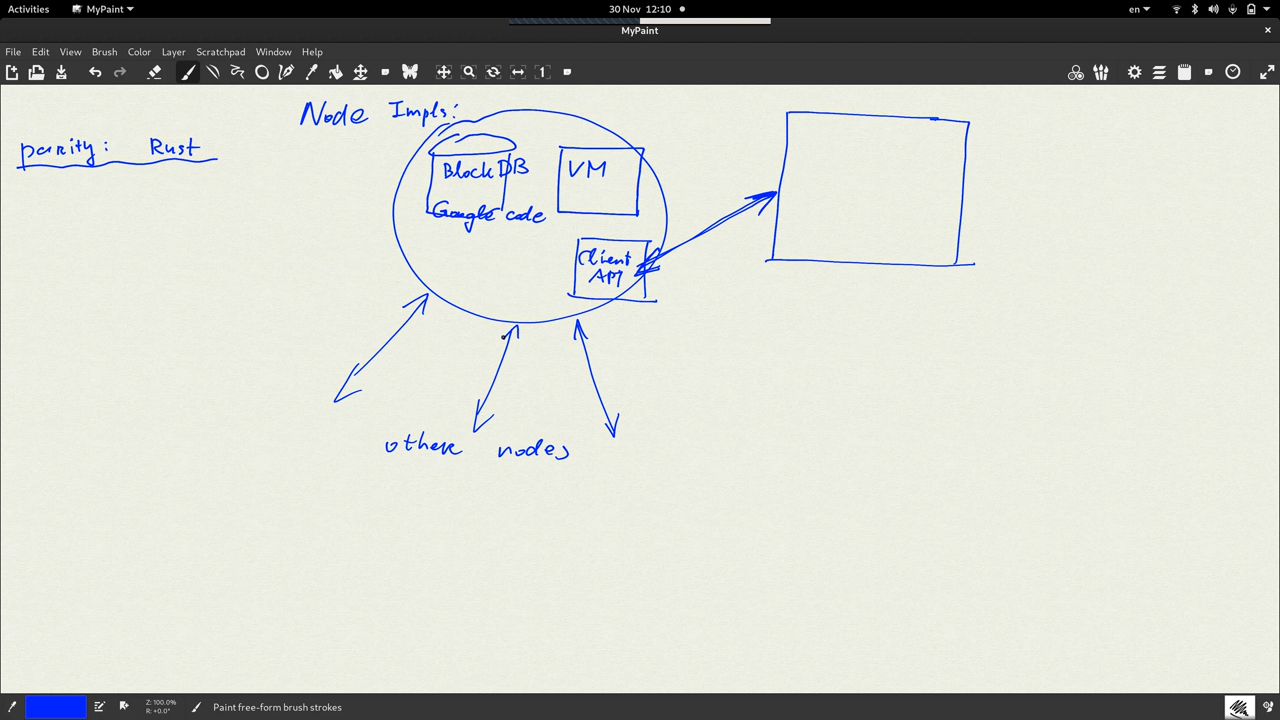 Activities MyPaint 30 Nov 12:10 en
MyPaint
File Edit View Brush Color Layer Scratchpad Window Help
Node Impls:
parity: Rust
Block DB
Google code
VM
Client
API
other nodes
Z: 100.0%
R: +0.0°
Paint free-form brush strokes